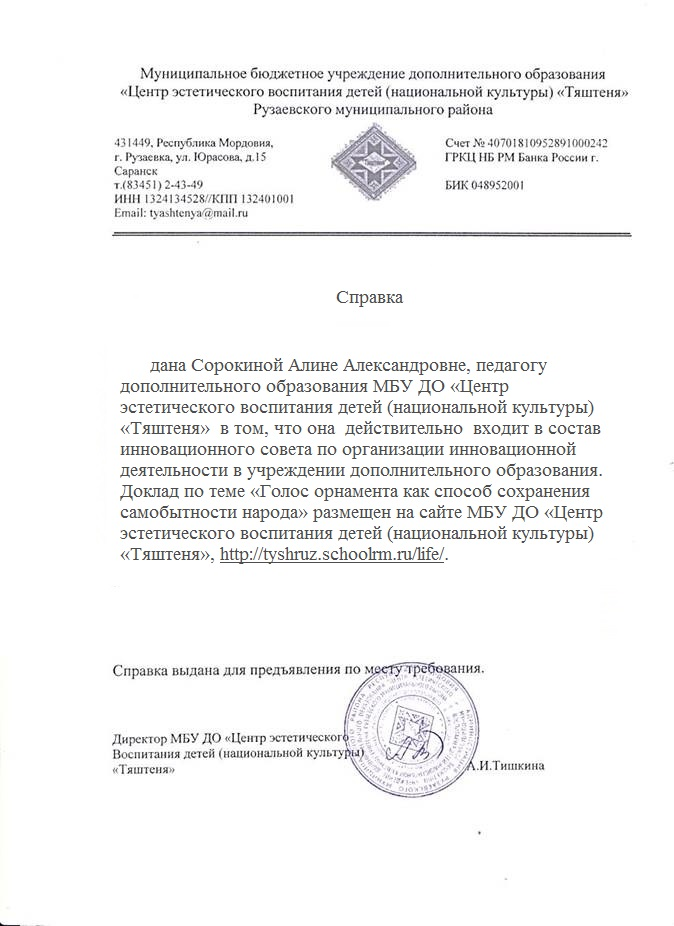 Муниципальное бюджетное учреждение дополнительного образования
«Центр эстетического воспитания детей (национальной культуры) «Тяштеня»
Рузаевского муниципального района
431449, Республика Мордовия,
г. Рузаевка, ул. Юрасова, д.15
Саранск
т.(83451) 2-43-49
ИНН 1324134528//КПП 132401001
Email: tyashtenya@mail.ru
Тяштеня
Счет № 40701810952891000242
ГРКЦ НБ РМ Банка России г.
БИК 048952001
Справка
дана Сорокиной Алине Александровне, педагогу
дополнительного образования МБУ ДО «Центр
эстетического воспитания детей (национальной культуры)
«Тяштеня» в том, что она действительно входит в состав
инновационного совета по организации инновационной
деятельности в учреждении дополнительного образования.
Доклад по теме «Голос орнамента как способ сохранения
самобытности народа» размещен на сайте МБУ ДО «Центр
эстетического воспитания детей (национальной культуры)
«Тяштеня», http://tyshruz.schoolrm.ru/life/.
Справка выдана для предъявления по месту требования.
Директор МБУ ДО «Центр эстетического
Воспитания детей (национальной культуры)
«Тяштеня»
А.И.Тишкина